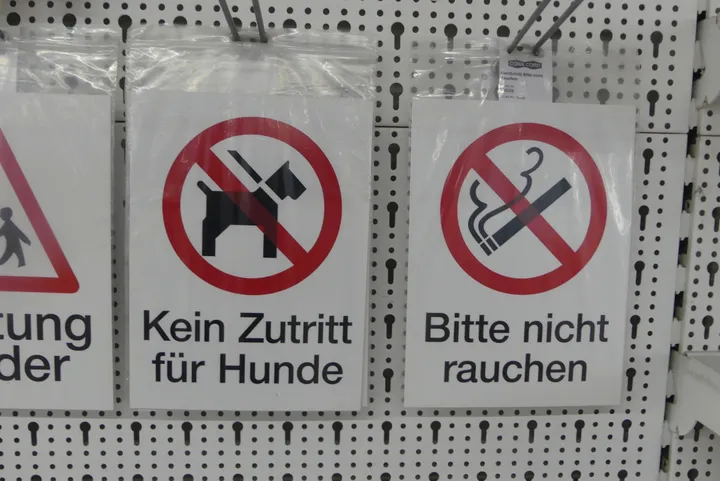 tung
der
Kein Zutritt
für Hunde
Bitte nicht
rauchen